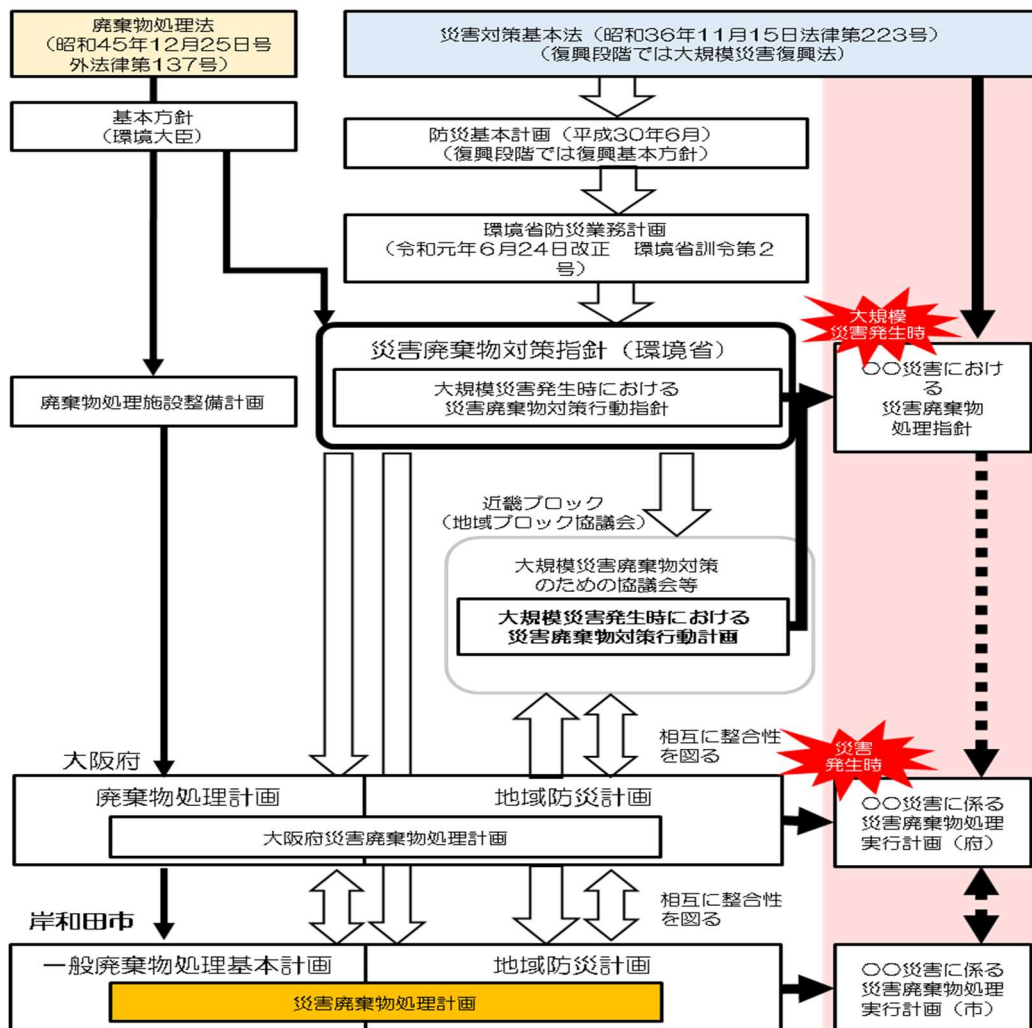 廃棄物処理法
（昭和45年12月25日号
外法律第137号）
災害対策基本法（昭和36年11月15日法律第223号）
（復興段階では大規模災害復興法）
基本方針
（環境大臣）
防災基本計画（平成30年6月）
（復興段階では復興基本方針）
環境省防災業務計画
（令和元年６月24日改正　環境省訓令第２
号）
大規模
災害発生時
災害廃棄物対策指針（環境省）
大規模災害発生時における
災害廃棄物対策行動指針
廃棄物処理施設整備計画
〇〇災害におけ
る
災害廃棄物
処理指針
近畿ブロック
（地域ブロック協議会）
大規模災害廃棄物対策
のための協議会等
大規模災害発生時における
災害廃棄物対策行動計画
相互に整合性
を図る
災害
発生時
大阪府
廃棄物処理計画
地域防災計画
大阪府災害廃棄物処理計画
〇〇災害に係る
災害廃棄物処理
実行計画（府）
相互に整合性
を図る
岸和田市
一般廃棄物処理基本計画
地域防災計画
災害廃棄物処理計画
〇〇災害に係る
災害廃棄物処理
実行計画（市）